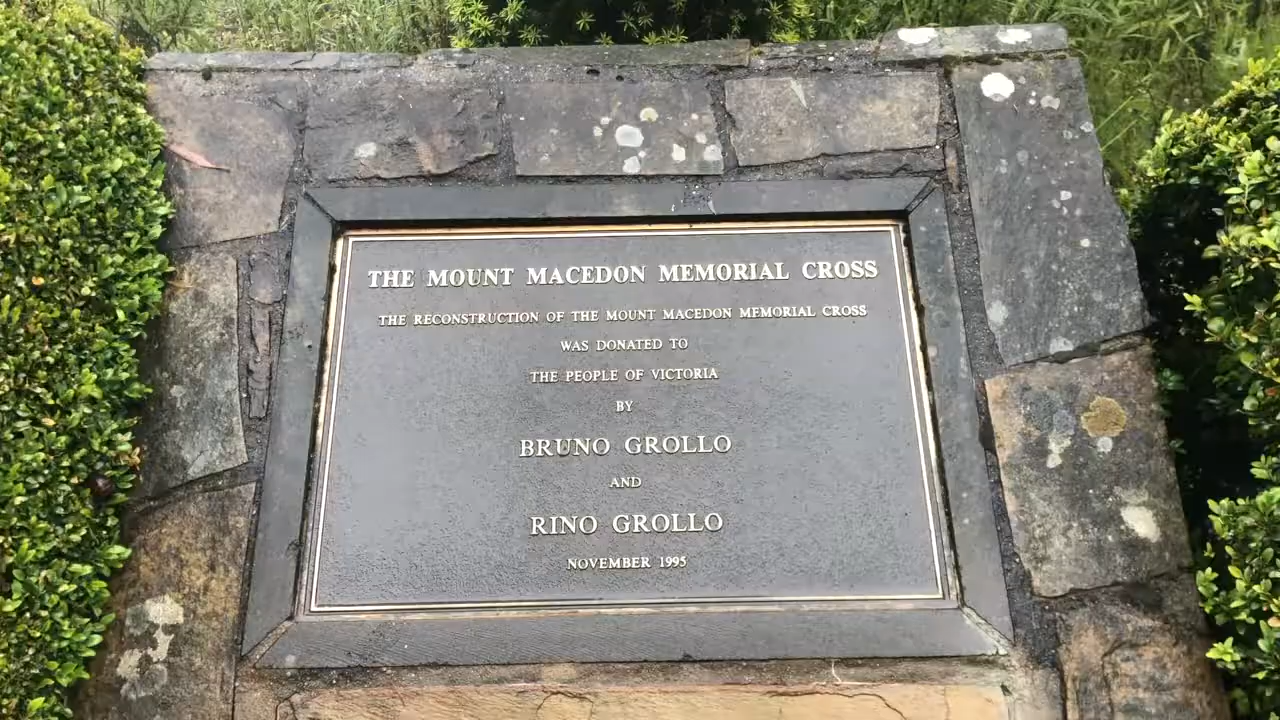 THE MOUNT MACEDON MEMORIAL CROSS
THE RECONSTRUCTION OF THE MOUNT MACEDON MEMORIAL CROSS
WAS DONATED TO
THE PEOPLE OF VICTORIA
BY
BRUNO GROLLO
AND
RINO GROLLO
NOVEMBER 1995